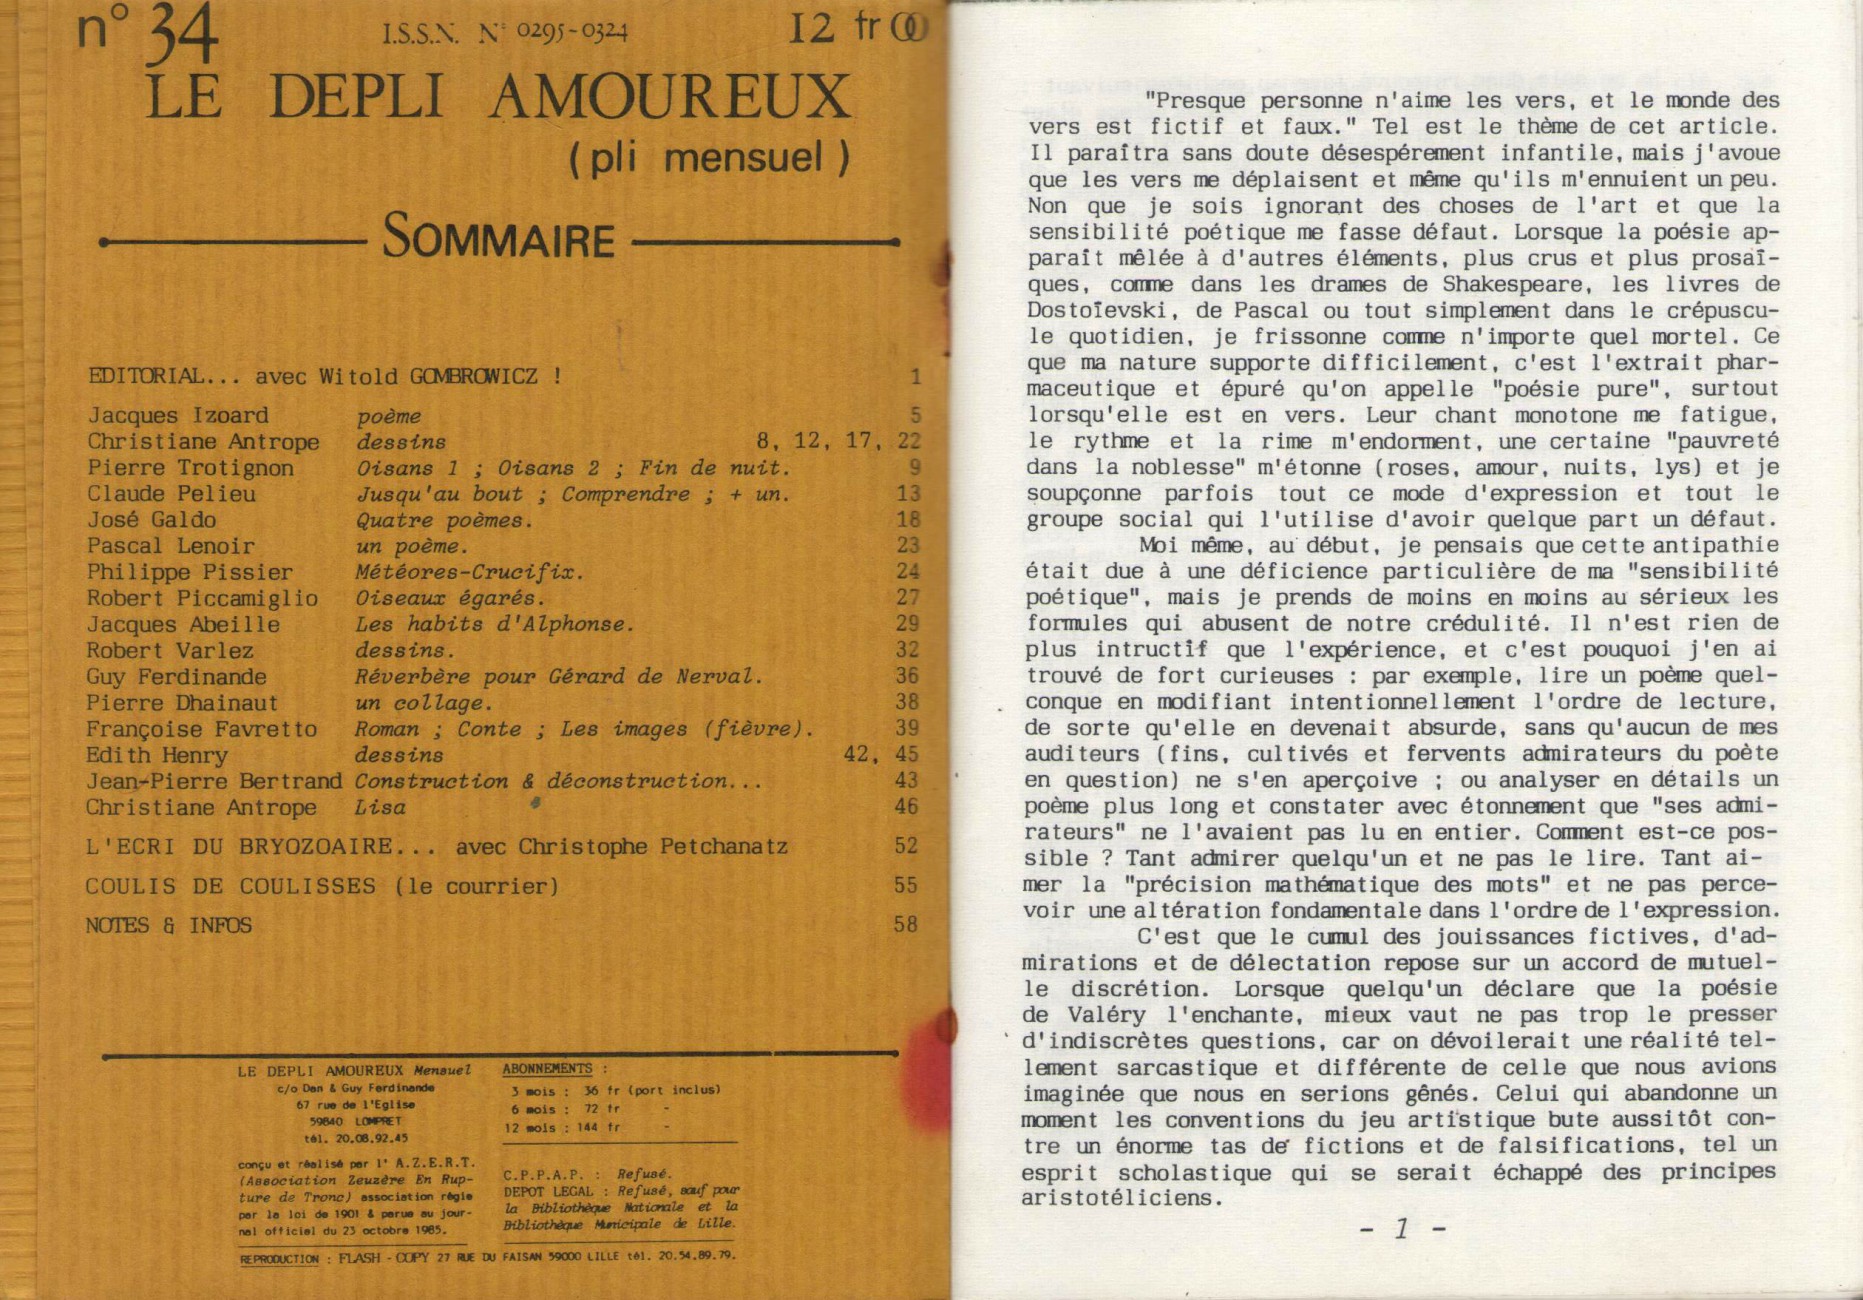 n° 34 I.S.S.N. N° 0295-0324 12 fr 00
LE DEPLI AMOUREUX
(pli mensuel)
SOMMAIRE
EDITORIAL... avec Witold GOMBROWICZ ! 1
Jacques Izoard poème 5
Christiane Antrope dessins 8, 12, 17, 22
Pierre Trotignon Oisans 1 ; Oisans 2 ; Fin de nuit. 9
Claude Pelieu Jusqu'au bout ; Comprendre ; + un. 13
José Galdo Quatre poèmes. 18
Pascal Lenoir un poème. 23
Philippe Pissier Météores-Crucifix. 24
Robert Piccamiglio Oiseaux égarés. 27
Jacques Abeille Les habits d'Alphonse. 29
Robert Varlez dessins. 32
Guy Ferdinande Réverbère pour Gérard de Nerval. 36
Pierre Dhainaut un collage. 38
Françoise Favretto Roman ; Conte ; Les images (fièvre). 39
Edith Henry dessins 42, 45
Jean-Pierre Bertrand Construction & déconstruction... 43
Christiane Antrope Lisa 46
L'ECRI DU BRYOZOAIRE... avec Christophe Petchanatz 52
COULIS DE COULISSES (le courrier) 55
NOTES & INFOS 58
LE DEPLI AMOUREUX Mensuel
c/o Dan & Guy Ferdinande
67 rue de l'Eglise
59840 LOMPRET
tél. 20.08.92.45
conçu et réalisé par l' A.Z.E.R.T.
(Association Zeuzère En Rup-
ture de Tronc) association régie
par la loi de 1901 & parue au jour-
nal officiel du 23 octobre 1985.
ABONNEMENTS :
3 mois : 36 fr (port inclus)
6 mois : 72 fr -
12 mois : 144 fr -
C.P.P.A.P. : Refusé.
DEPOT LEGAL : Refusé, sauf pour
la Bibliothèque Nationale et la
Bibliothèque Municipale de Lille.
REPRODUCTION : FLASH - COPY 27 RUE DU FAISAN 59000 LILLE tél. 20.54.89.79.
"Presque personne n'aime les vers, et le monde des
vers est fictif et faux." Tel est le thème de cet article.
Il paraîtra sans doute désespérement infantile, mais j'avoue
que les vers me déplaisent et même qu'ils m'ennuient un peu.
Non que je sois ignorant des choses de l'art et que la
sensibilité poétique me fasse défaut. Lorsque la poésie ap-
paraît mêlée à d'autres éléments, plus crus et plus prosaî-
ques, comme dans les drames de Shakespeare, les livres de
Dostoîevski, de Pascal ou tout simplement dans le crépuscu-
le quotidien, je frissonne comme n'importe quel mortel. Ce
que ma nature supporte difficilement, c'est l'extrait phar-
maceutique et épuré qu'on appelle "poésie pure", surtout
lorsqu'elle est en vers. Leur chant monotone me fatigue,
le rythme et la rime m'endorment, une certaine "pauvreté
dans la noblesse" m'étonne (roses, amour, nuits, lys) et je
soupçonne parfois tout ce mode d'expression et tout le
groupe social qui l'utilise d'avoir quelque part un défaut.
Moi même, au début, je pensais que cette antipathie
était due à une déficience particulière de ma "sensibilité
poétique", mais je prends de moins en moins au sérieux les
formules qui abusent de notre crédulité. Il n'est rien de
plus intructif que l'expérience, et c'est pouquoi j'en ai
trouvé de fort curieuses : par exemple, lire un poème quel-
conque en modifiant intentionnellement l'ordre de lecture,
de sorte qu'elle en devenait absurde, sans qu'aucun de mes
auditeurs (fins, cultivés et fervents admirateurs du poète
en question) ne s'en aperçoive ; ou analyser en détails un
poème plus long et constater avec étonnement que "ses admi-
rateurs" ne l'avaient pas lu en entier. Comment est-ce pos-
sible ? Tant admirer quelqu'un et ne pas le lire. Tant ai-
mer la "précision mathématique des mots" et ne pas perce-
voir une altération fondamentale dans l'ordre de l'expression.
C'est que le cumul des jouissances fictives, d'ad-
mirations et de délectation repose sur un accord de mutuel-
le discrétion. Lorsque quelqu'un déclare que la poésie
de Valéry l'enchante, mieux vaut ne pas trop le presser
d'indiscrètes questions, car on dévoilerait une réalité tel-
lement sarcastique et différente de celle que nous avions
imaginée que nous en serions gênés. Celui qui abandonne un
moment les conventions du jeu artistique bute aussitôt con-
tre un énorme tas de fictions et de falsifications, tel un
esprit scholastique qui se serait échappé des principes
aristotéliciens.
- 1 -